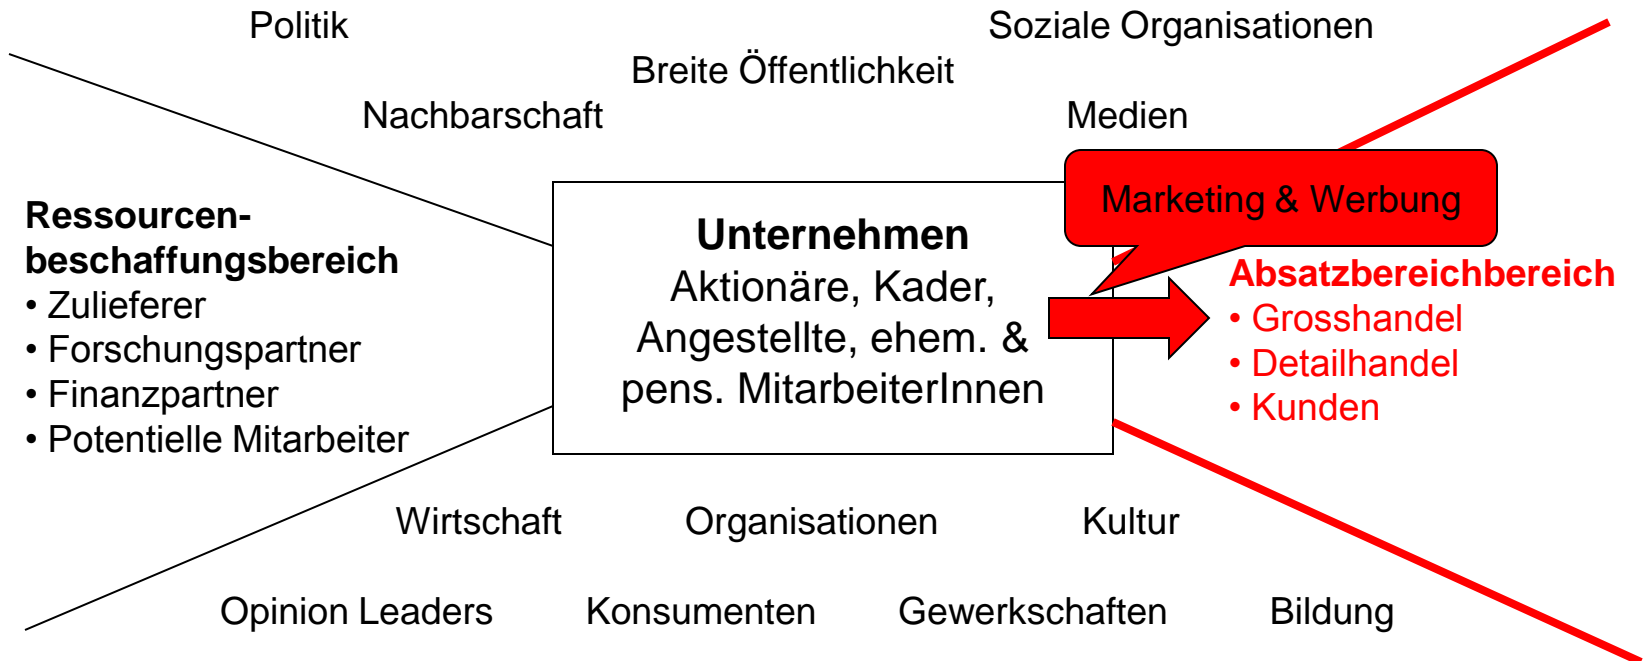 Politik
Soziale Organisationen
Breite Öffentlichkeit
Nachbarschaft
Medien
Marketing & Werbung
Ressourcen-
beschaffungsbereich
• Zulieferer
• Forschungspartner
• Finanzpartner
• Potentielle Mitarbeiter
Unternehmen
Aktionäre, Kader,
Angestellte, ehem. &
pens. MitarbeiterInnen
Absatzbereichbereich
• Grosshandel
• Detailhandel
• Kunden
Wirtschaft
Organisationen
Kultur
Opinion Leaders
Konsumenten
Gewerkschaften
Bildung